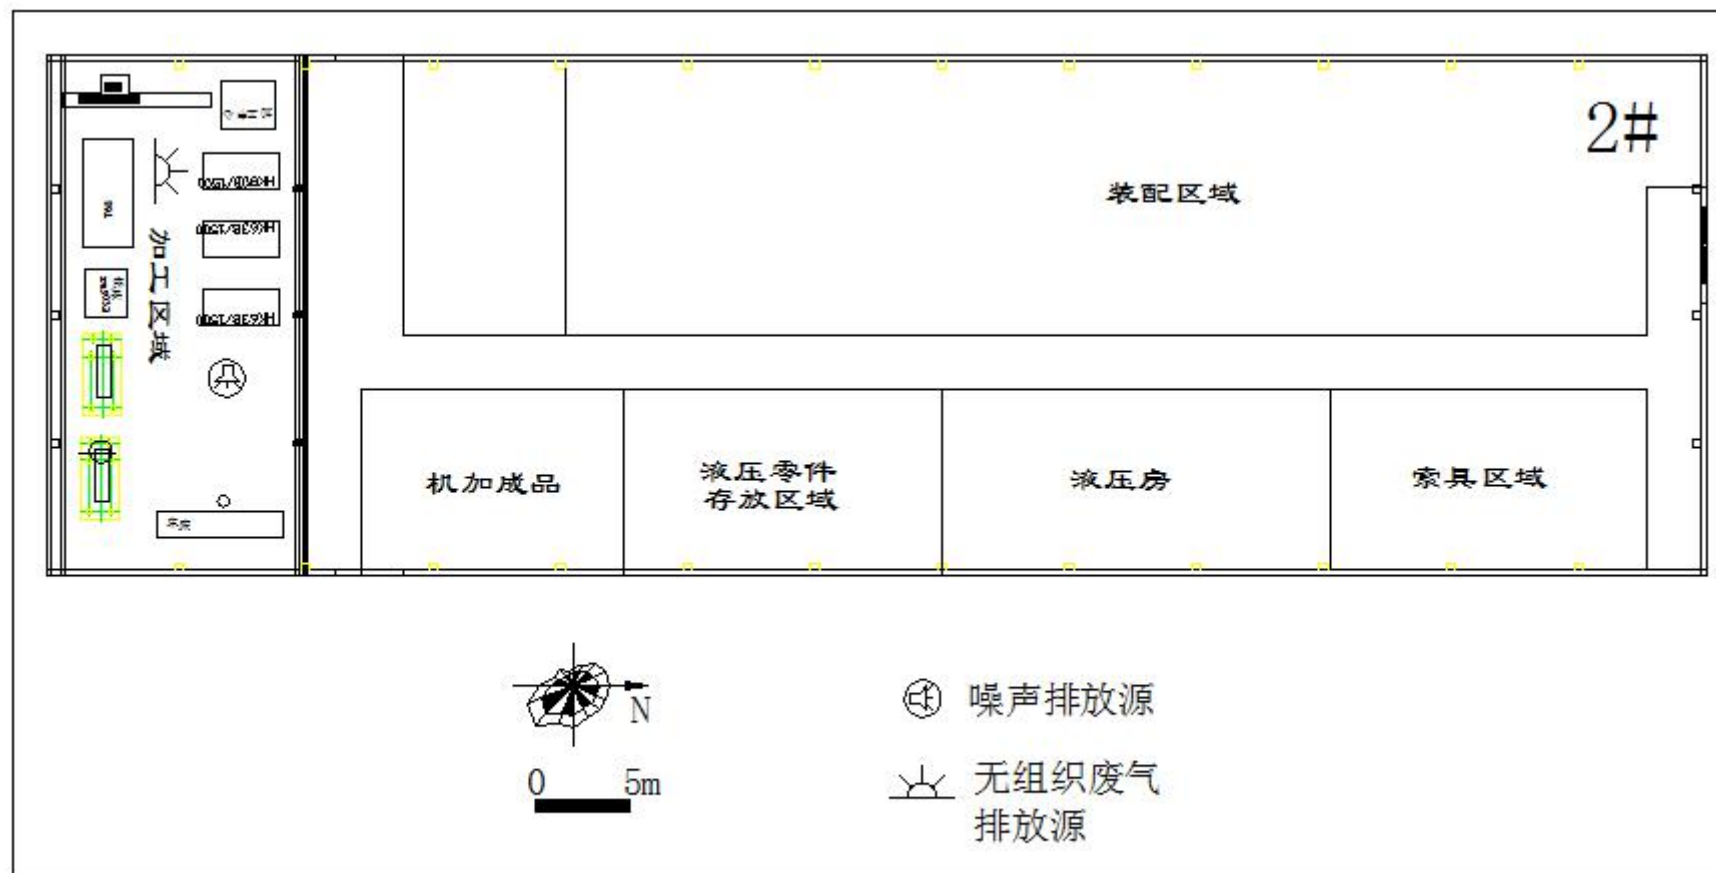 2#
装配区域
T68
加工区域
机加成品
液压零件
存放区域
液压房
索具区域
N
0 5m
噪声排放源
无组织废气
排放源